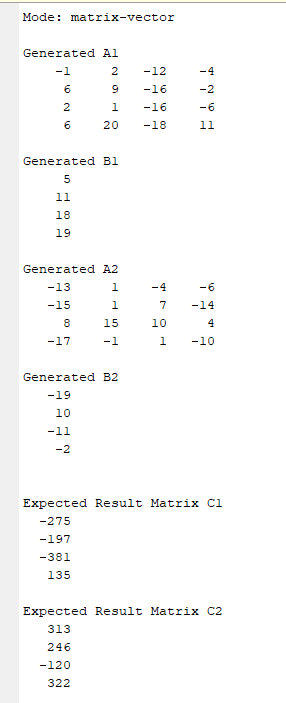 Mode: matrix-vector
Generated A1
-1 2 -12 -4
6 9 -16 -2
2 1 -16 -6
6 20 -18 11
Generated B1
5
11
18
19
Generated A2
-13 1 -4 -6
-15 1 7 -14
8 15 10 4
-17 -1 1 -10
Generated B2
-19
10
-11
-2
Expected Result Matrix C1
-275
-197
-381
135
Expected Result Matrix C2
313
246
-120
322